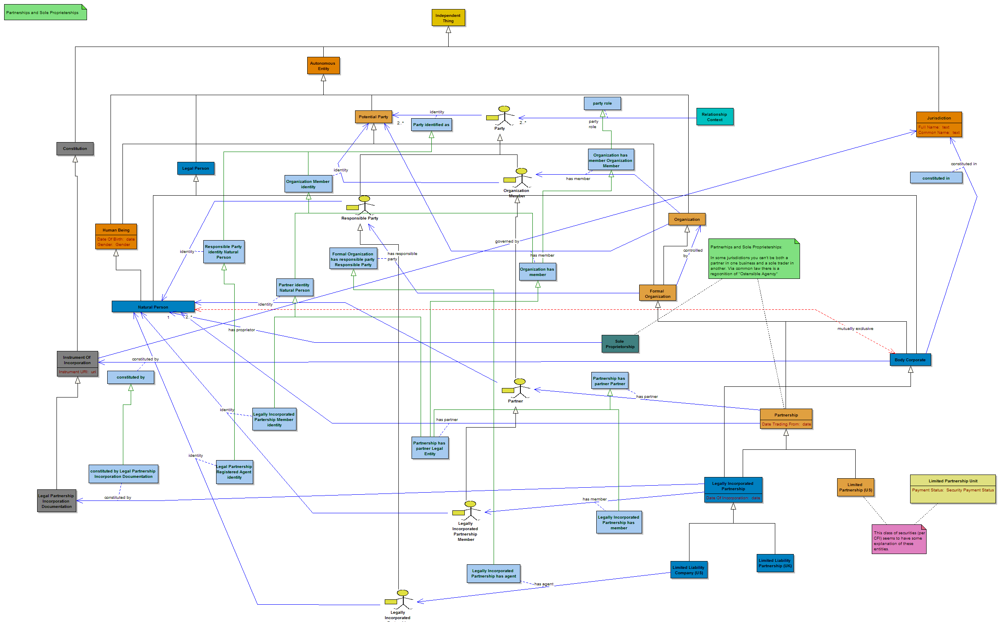 Partnerships and Sole Proprieterships
Independent
Thing
Autonomous
Entity
party role
Potential Party
identity
2..*
Party identified as
Party
2..*
party
role
Relationship
Context
Jurisdiction
Full Name:  text
Common Name:  text
Constitution
Legal Person
identity
Organization Member
identity
Organization has
member Organization
Member
has member
Organization
Member
constituted in
constituted in
Responsible Party
Organization
Human Being
Date Of Birth:  date
Gender:  Gender
identity
Responsible Party
identity Natural
Person
Formal Organization
has responsible party
Responsible Party
has responsible
party
governed by
has member
Organization has
member
controlled
by
Partnerhips and Sole Proprieterships:
In some jurisdictions you can't be both a
partner in one business and a sole trader in
another. Via common law there is a
regocnition of "Ostensible Agency"
Partner identity
Natural Person
identity
Formal
Organization
Natural Person
1
2..*
has proprietor
mutually exclusive
Sole
Proprietorship
Instrument Of
Incorporation
Instrument URI:  uri
constituted by
constituted by
Body Corporate
Partnership has
partner Partner
has partner
Partner
identity
Legally Incorporated
Partership Member
identity
has partner
Partnership
Date Trading From:  date
Partnership has
partner Legal
Entity
identity
Legal Partnership
Registered Agent
identity
constituted by Legal Partnership
Incorporation Documentation
constituted by
Legal Partnership
Incorporation
Documentation
Legally Incorporated
Partnership
Date Of Incorporation:  date
Limited
Partnership (US)
Limited Partnership Unit
Payment Status:  Security Payment Status
has member
Legally Incorporated
Partnership has
member
Legally
Incorporated
Partnership
Member
This class of securities (per
CFI) seems to have some
explanation of these
entities.
Limited Liability
Company (US)
Limited Liability
Partnership (UK)
Legally Incorporated
Partnership has agent
has agent
Legally
Incorporated